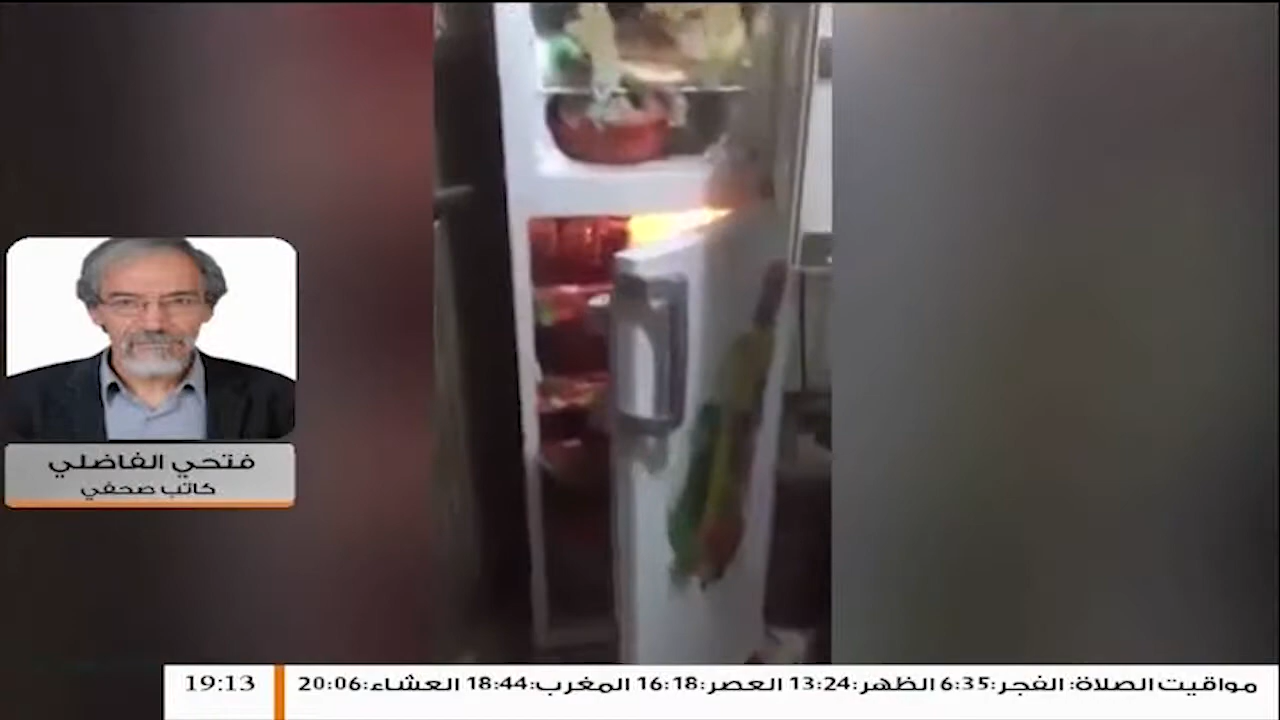 فتحي الفاضلي
كاتب صحفي
مواقيت الصلاة: الفجر:6:35 الظهر:13:24 العصر:16:18 المغرب:18:44 العشاء:20:06
19:13